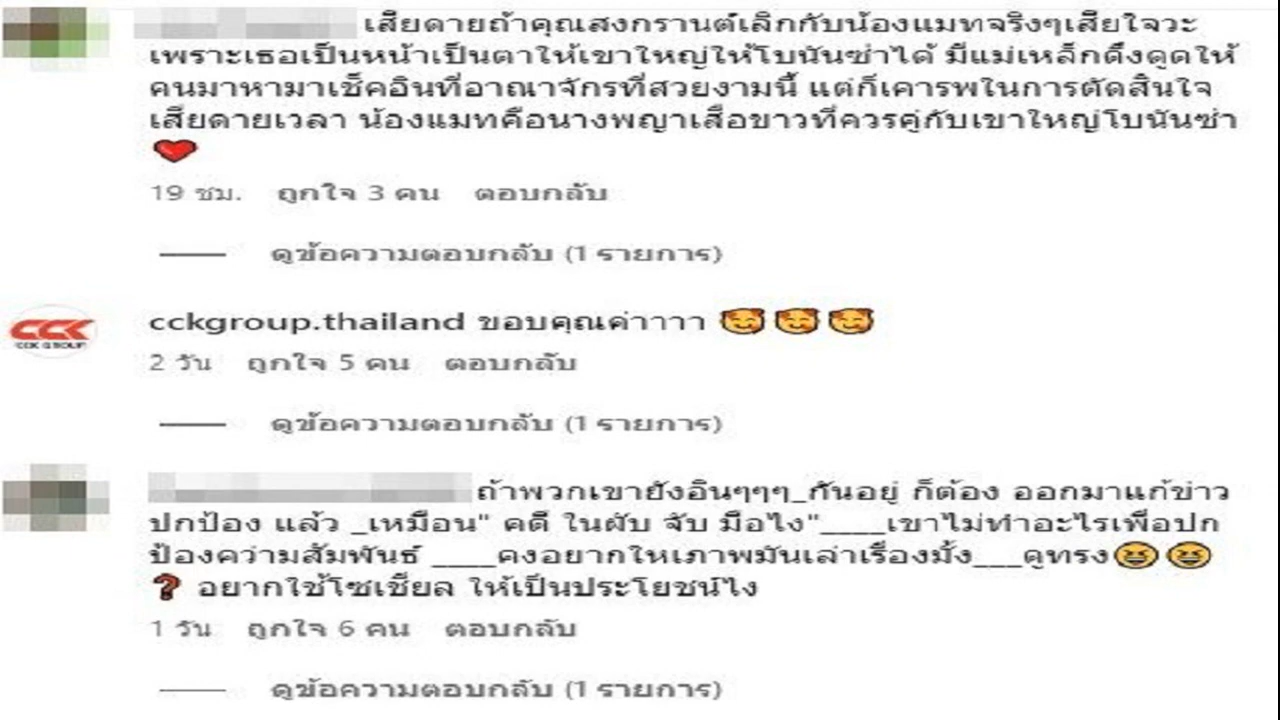 เสียดายถ้าคุณสงกรานต์เลิกกับน้องแมทจริงๆเสียใจวะ
เพราะเธอเป็นหน้าเป็นตาให้เขาใหญ่ให้โบนันซ่าได้ มีแม่เหล็กดึงดูดให้
คนมาหามาเช็คอินที่อาณาจักรที่สวยงามนี้ แต่ก็เคารพในการตัดสินใจ
เสียดายเวลา น้องแมทคือนางพญาเสือขาวที่ควรคู่กับเขาใหญ่โบนันซ่า
❤️
19 ชม. ถูกใจ 3 คน ตอบกลับ
ดูข้อความตอบกลับ (1 รายการ)
CCK
CCK GROUP
cckgroup.thailand ขอบคุณค่าาาา 🥰🥰🥰
2 วัน ถูกใจ 5 คน ตอบกลับ
ดูข้อความตอบกลับ (1 รายการ)
ถ้าพวกเขายังอินๆๆๆ_กันอยู่ ก็ต้อง ออกมาแก้ข่าว
ปกป้อง แล้ว _เหมือน" คดี ในผับ จับ มือไง"____เขาไม่ทำอะไรเพื่อปก
ป้องความสัมพันธ์ ____คงอยากให้ภาพมันเล่าเรื่องมั้ง___ดูทรง😆😆
❓ อยากใช้โซเชียล ให้เป็นประโยชน์ไง
1 วัน ถูกใจ 6 คน ตอบกลับ
ดูข้อความตอบกลับ (1 รายการ)